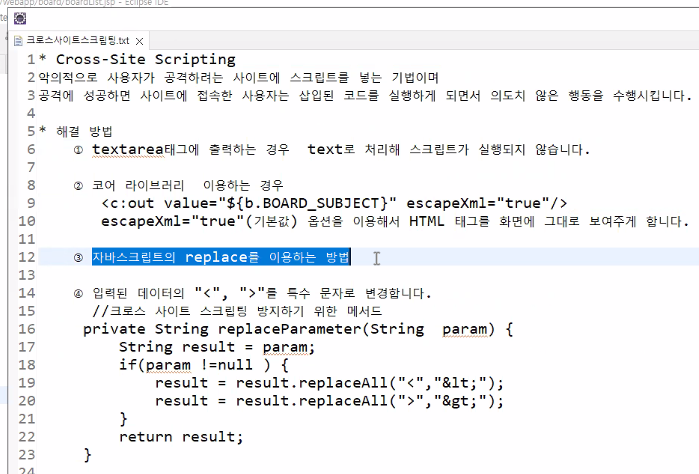 /webapp/board/boardList.jsp - Eclipse IDE
크로스사이트스크립팅.txt
1 * Cross-Site Scripting
2 악의적으로 사용자가 공격하려는 사이트에 스크립트를 넣는 기법이며
3 공격에 성공하면 사이트에 접속한 사용자는 삽입된 코드를 실행하게 되면서 의도치 않은 행동을 수행시킵니다.
4
5 * 해결 방법
6 ① textarea태그에 출력하는 경우 text로 처리해 스크립트가 실행되지 않습니다.
7
8 ② 코어 라이브러리 이용하는 경우
9 <c:out value="${b.BOARD_SUBJECT}" escapeXml="true"/>
10 escapeXml="true"(기본값) 옵션을 이용해서 HTML 태그를 화면에 그대로 보여주게 합니다.
11
12 ③ 자바스크립트의 replace를 이용하는 방법
13
14 ④ 입력된 데이터의 "<", ">"를 특수 문자로 변경합니다.
15 //크로스 사이트 스크립팅 방지하기 위한 메서드
16 private String replaceParameter(String param) {
17 String result = param;
18 if(param !=null ) {
19 result = result.replaceAll("<","&lt;");
20 result = result.replaceAll(">","&gt;");
21 }
22 return result;
23 }
24